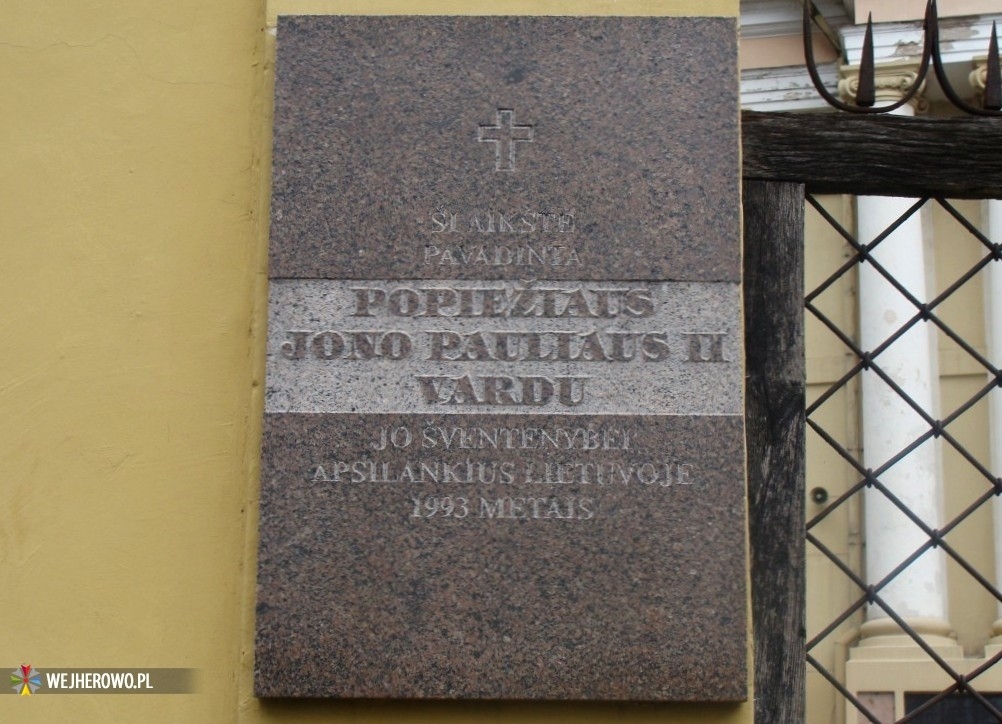 ŠI AIKŠTĖ
PAVADINTA
POPIEŽIAUS
JONO PAULIAUS II
VARDU
JO ŠVENTENYBEI
APSILANKIUS LIETUVOJE
1993 METAIS
WEJHEROWO.PL